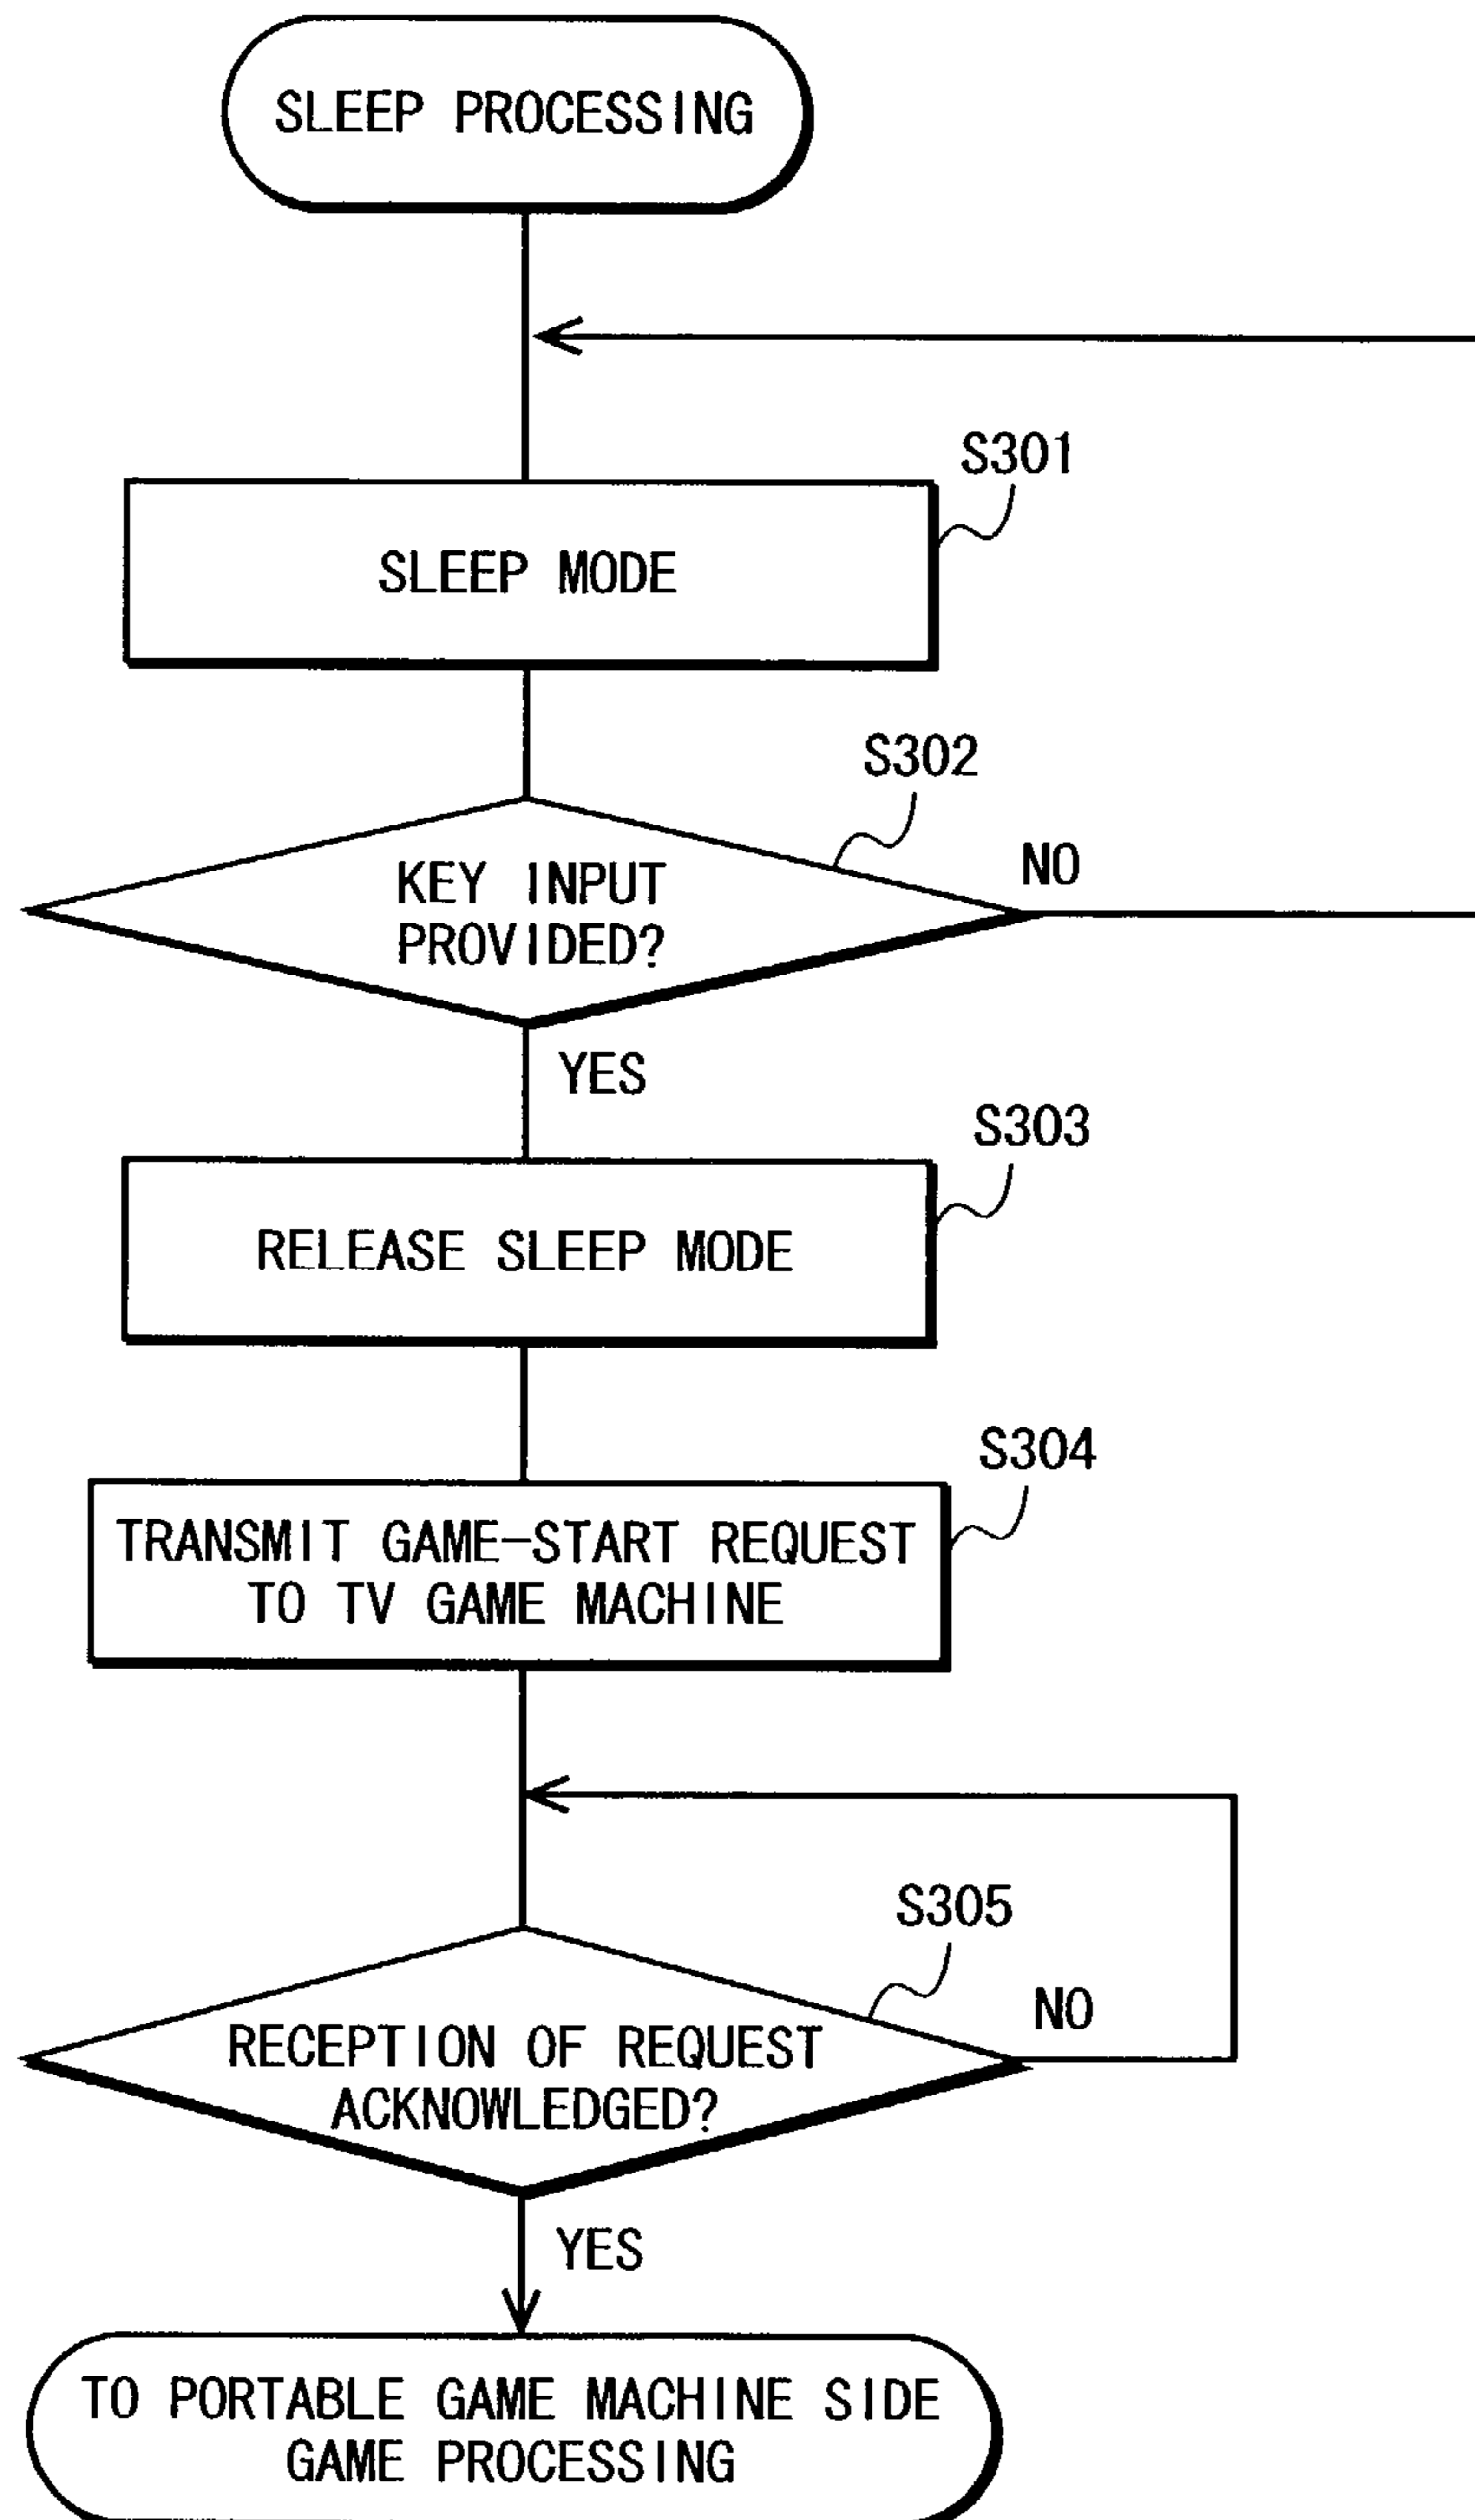 SLEEP PROCESSING
S301
SLEEP MODE
S302
NO
KEY INPUT
PROVIDED?
YES
S303
RELEASE SLEEP MODE
S304
TRANSMIT GAME-START REQUEST
TO TV GAME MACHINE
S305
NO
RECEPTION OF REQUEST
ACKNOWLEDGED?
YES
TO PORTABLE GAME MACHINE SIDE
GAME PROCESSING